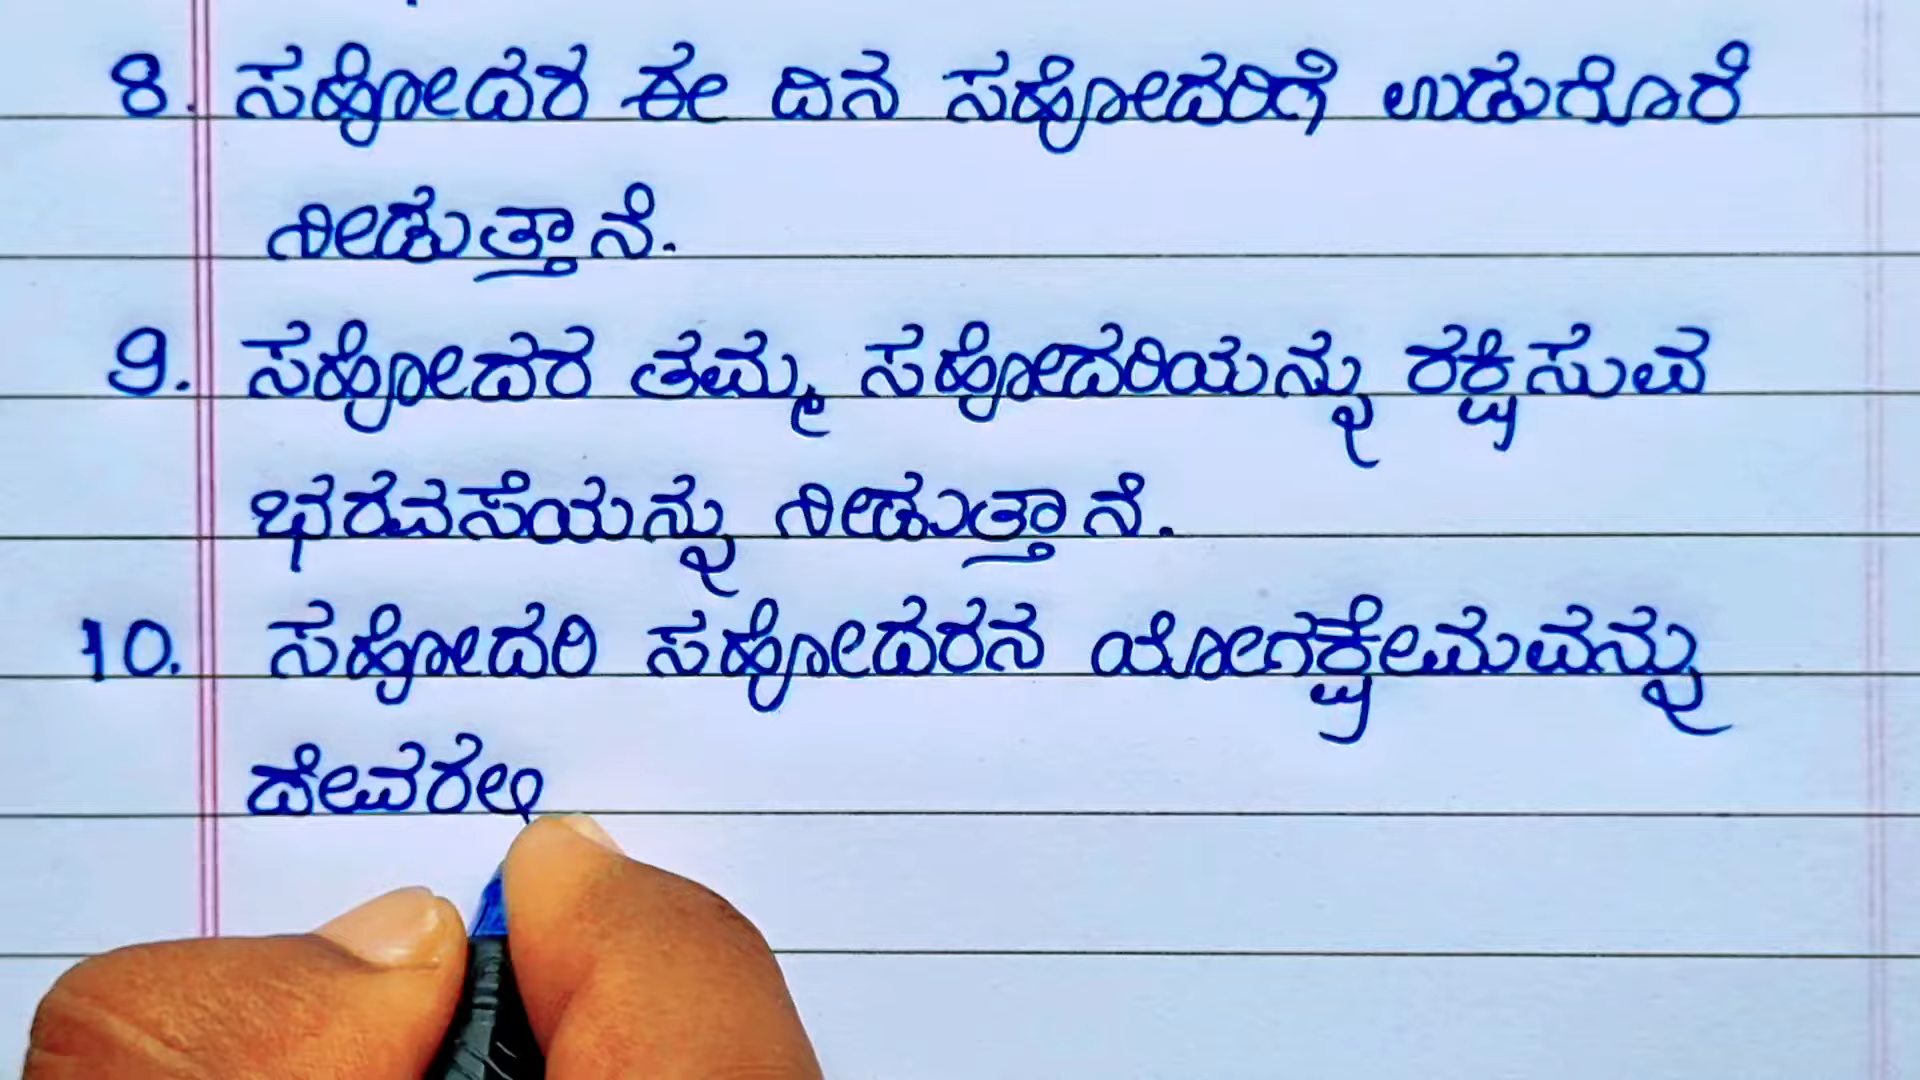 8. ಸಹೋದರ ಈ ದಿನ ಸಹೋದರಿಗೆ ಉಡುಗೊರೆ
ನೀಡುತ್ತಾನೆ.
9. ಸಹೋದರ ತಮ್ಮ ಸಹೋದರಿಯನ್ನು ರಕ್ಷಿಸುವ
ಭರವಸೆಯನ್ನು ನೀಡುತ್ತಾನೆ.
10. ಸಹೋದರಿ ಸಹೋದರನ ಯೋಗಕ್ಷೇಮವನ್ನು
ದೇವರಲಿ